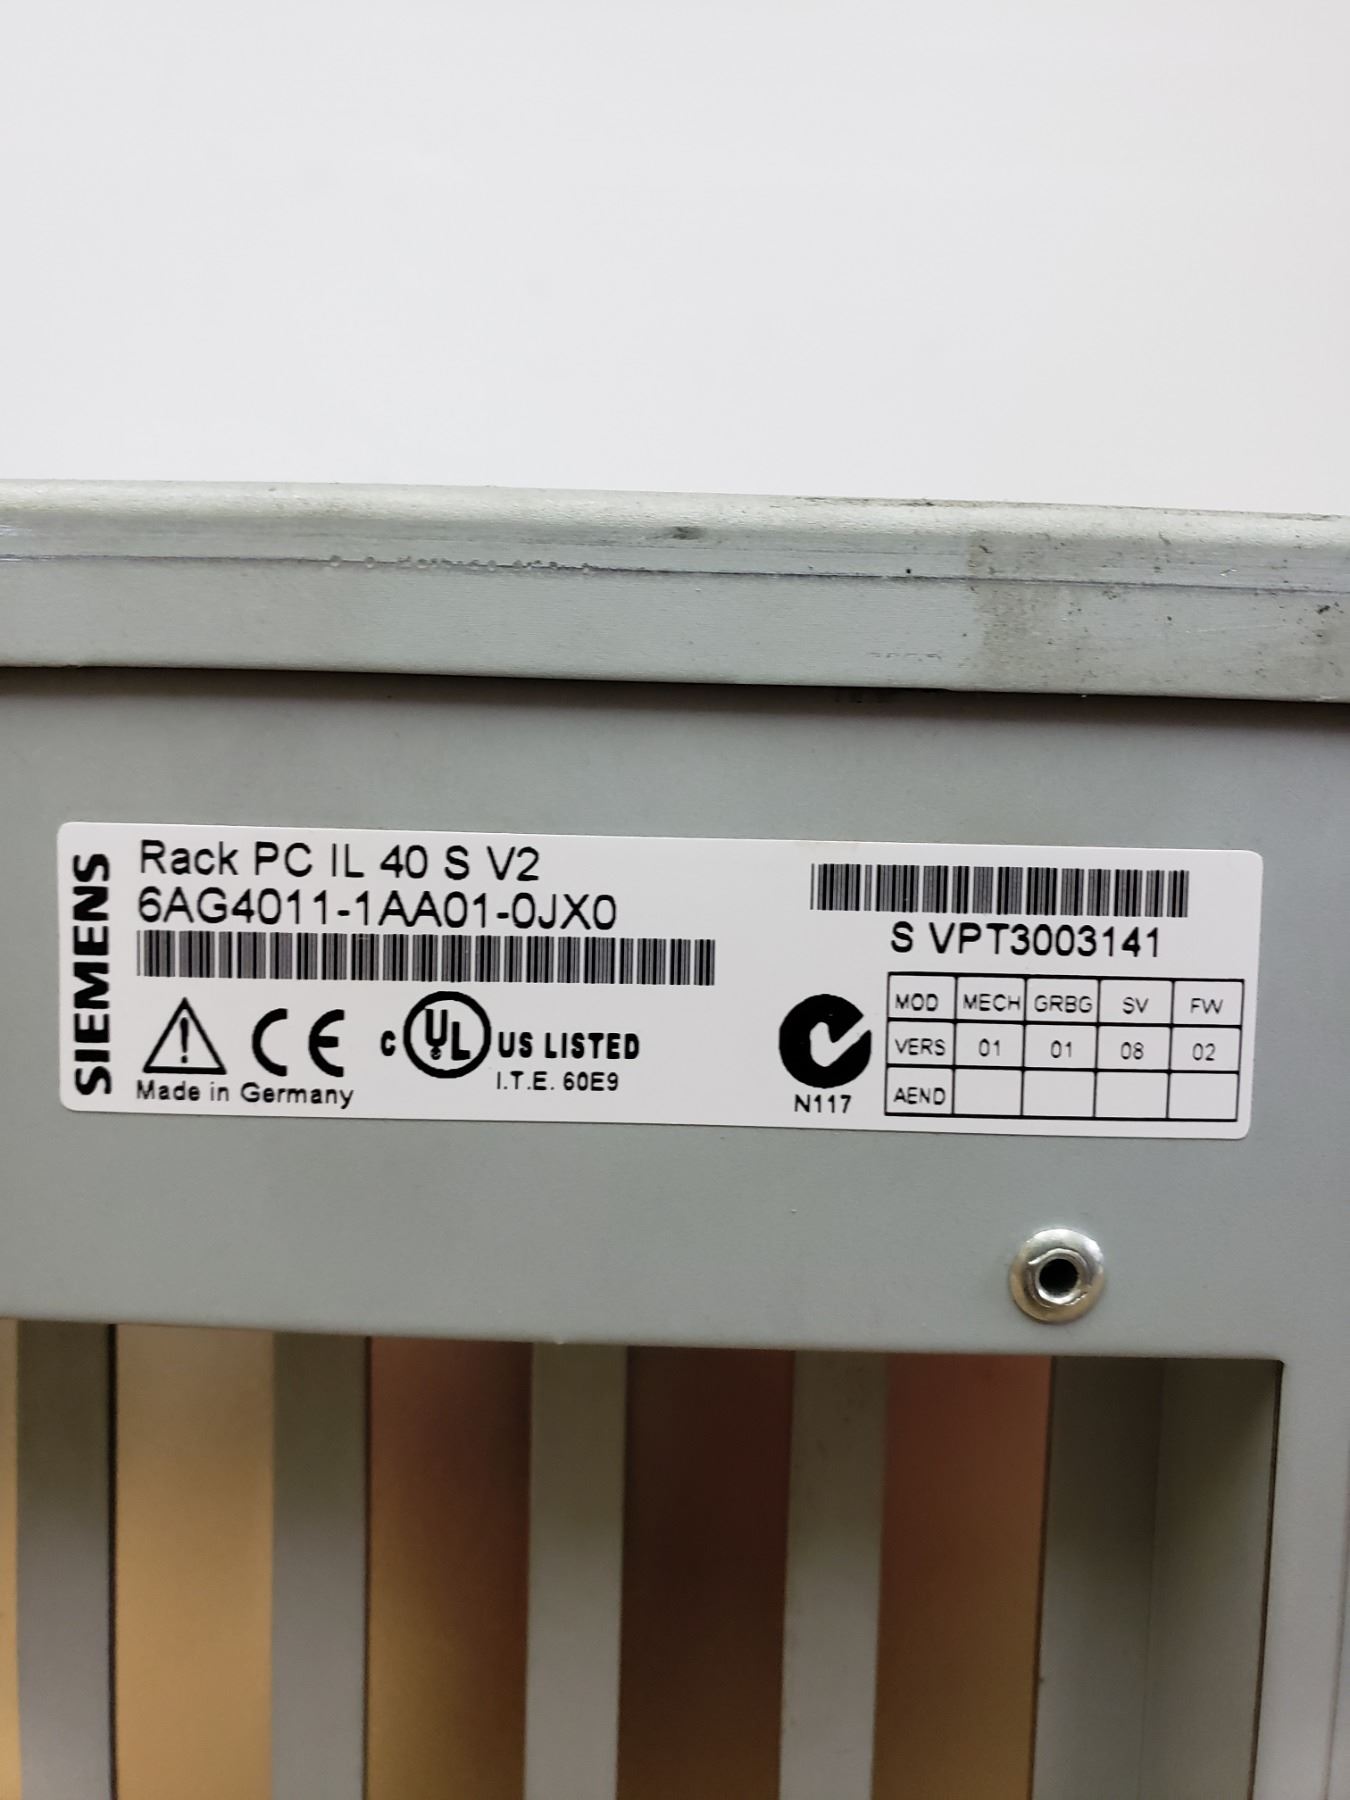 SIEMENS
Rack PC IL 40 S V2
6AG4011-1AA01-0JX0
CE
c UL US LISTED
I.T.E. 60E9
Made in Germany
S VPT3003141
N117
MOD MECH GRBG SV FW
VERS 01 01 08 02
AEND